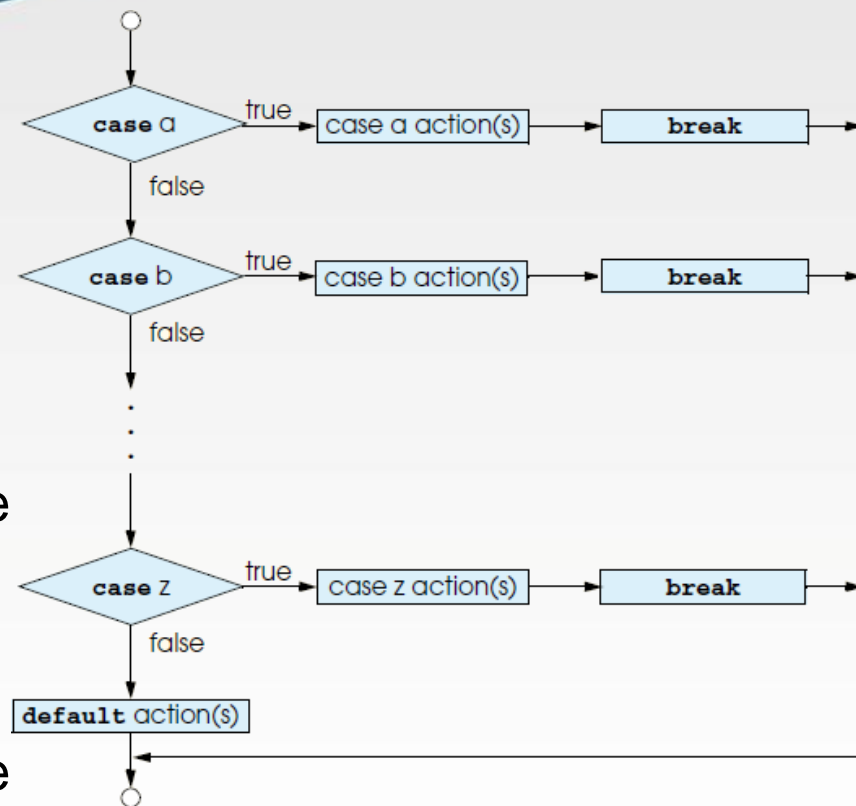 true
case a
case a action(s)
break
false
true
case b
case b action(s)
break
false
.
.
.
e
true
case z
case z action(s)
break
false
default action(s)
e